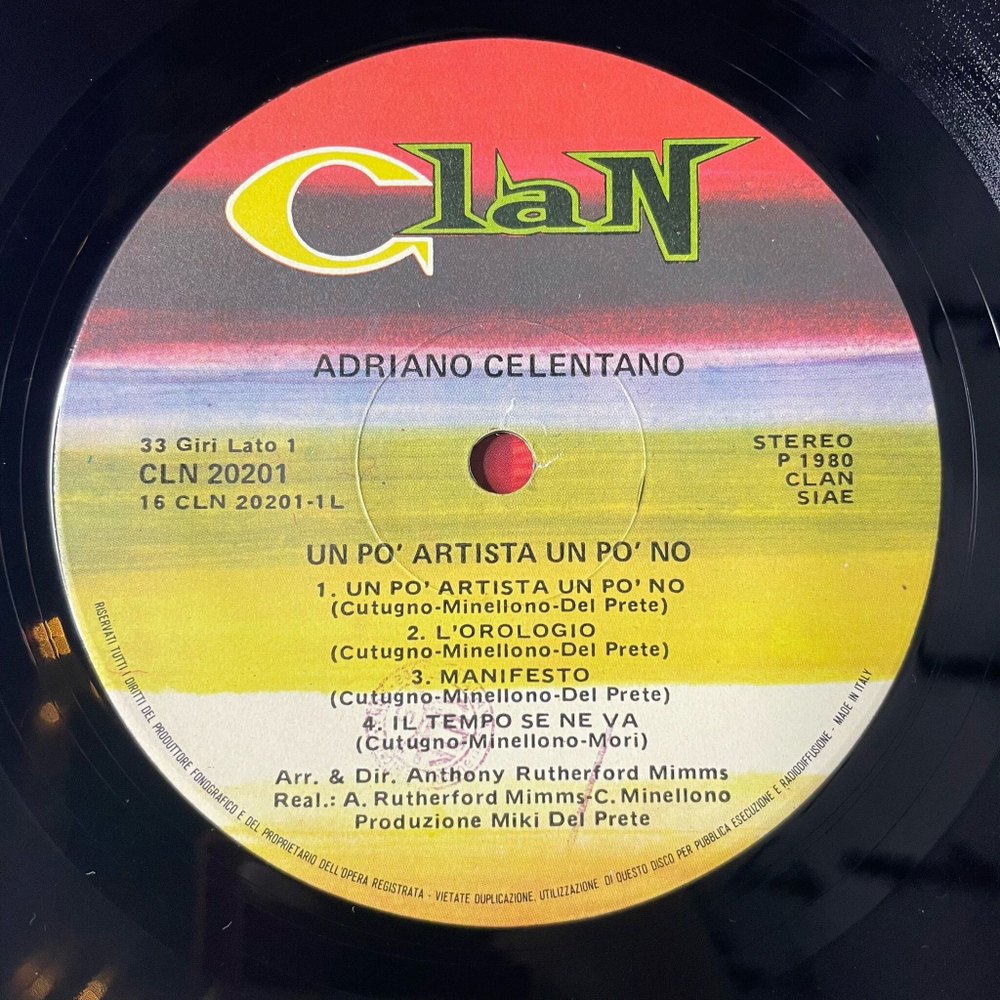 ClaN
ADRIANO CELENTANO
33 Giri Lato 1
CLN 20201
16 CLN 20201-1L
STEREO
P 1980
CLAN
SIAE
UN PO' ARTISTA UN PO' NO
1. UN PO' ARTISTA UN PO' NO
(Cutugno-Minellono-Del Prete)
2. L'OROLOGIO
(Cutugno-Minellono-Del Prete)
3. MANIFESTO
(Cutugno-Minellono-Del Prete)
4. IL TEMPO SE NE VA
(Cutugno-Minellono-Mori)
Arr. & Dir. Anthony Rutherford Mimms
Real.: A. Rutherford Mimms-C. Minellono
Produzione Miki Del Prete
RISERVATI TUTTI I DIRITTI DEL PRODUTTORE FONOGRAFICO E DEL PROPRIETARIO DELL'OPERA REGISTRATA - VIETATE DUPLICAZIONE, UTILIZZAZIONE DI QUESTO DISCO PER PUBBLICA ESECUZIONE E RADIODIFFUSIONE - MADE IN ITALY